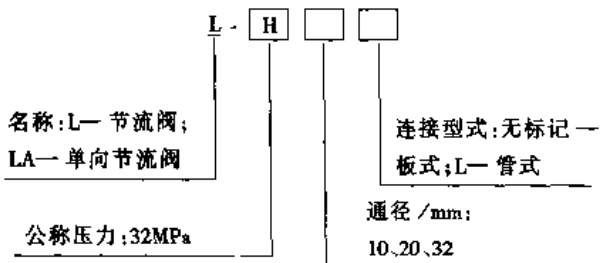 L - H
名称:L— 节流阀;
LA— 单向节流阀
连接型式:无标记 —
板式;L— 管式
公称压力:32MPa
通径/mm:
10、20、32